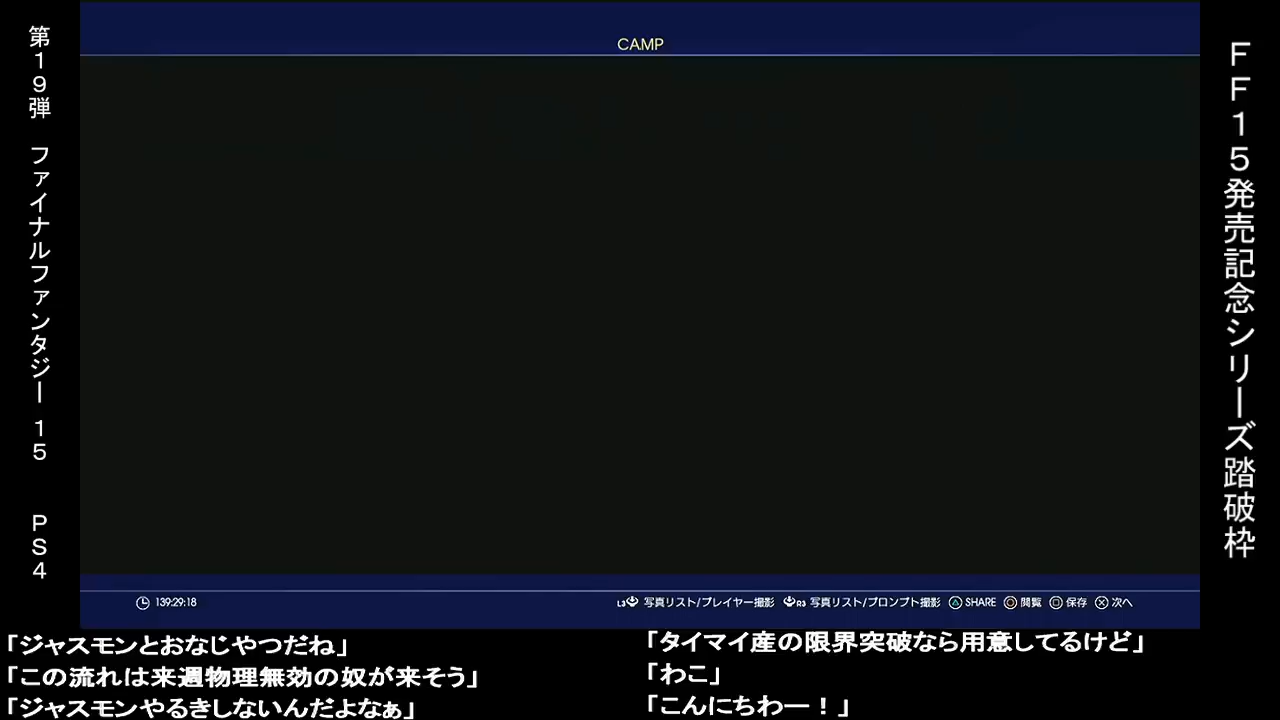 第19弾 ファイナルファンタジー 15 PS4
CAMP
FF15発売記念シリーズ踏破枠
139:29:18
L3 写真リスト/プレイヤー撮影 R3 写真リスト/プロンプト撮影 △ SHARE ○ 閲覧 □ 保存 × 次へ
「ジャスモンとおなじやつだね」
「この流れは来週物理無効の奴が来そう」
「ジャスモンやるきしないんだよなぁ」
「タイマイ産の限界突破なら用意してるけど」
「わこ」
「こんにちわー！」